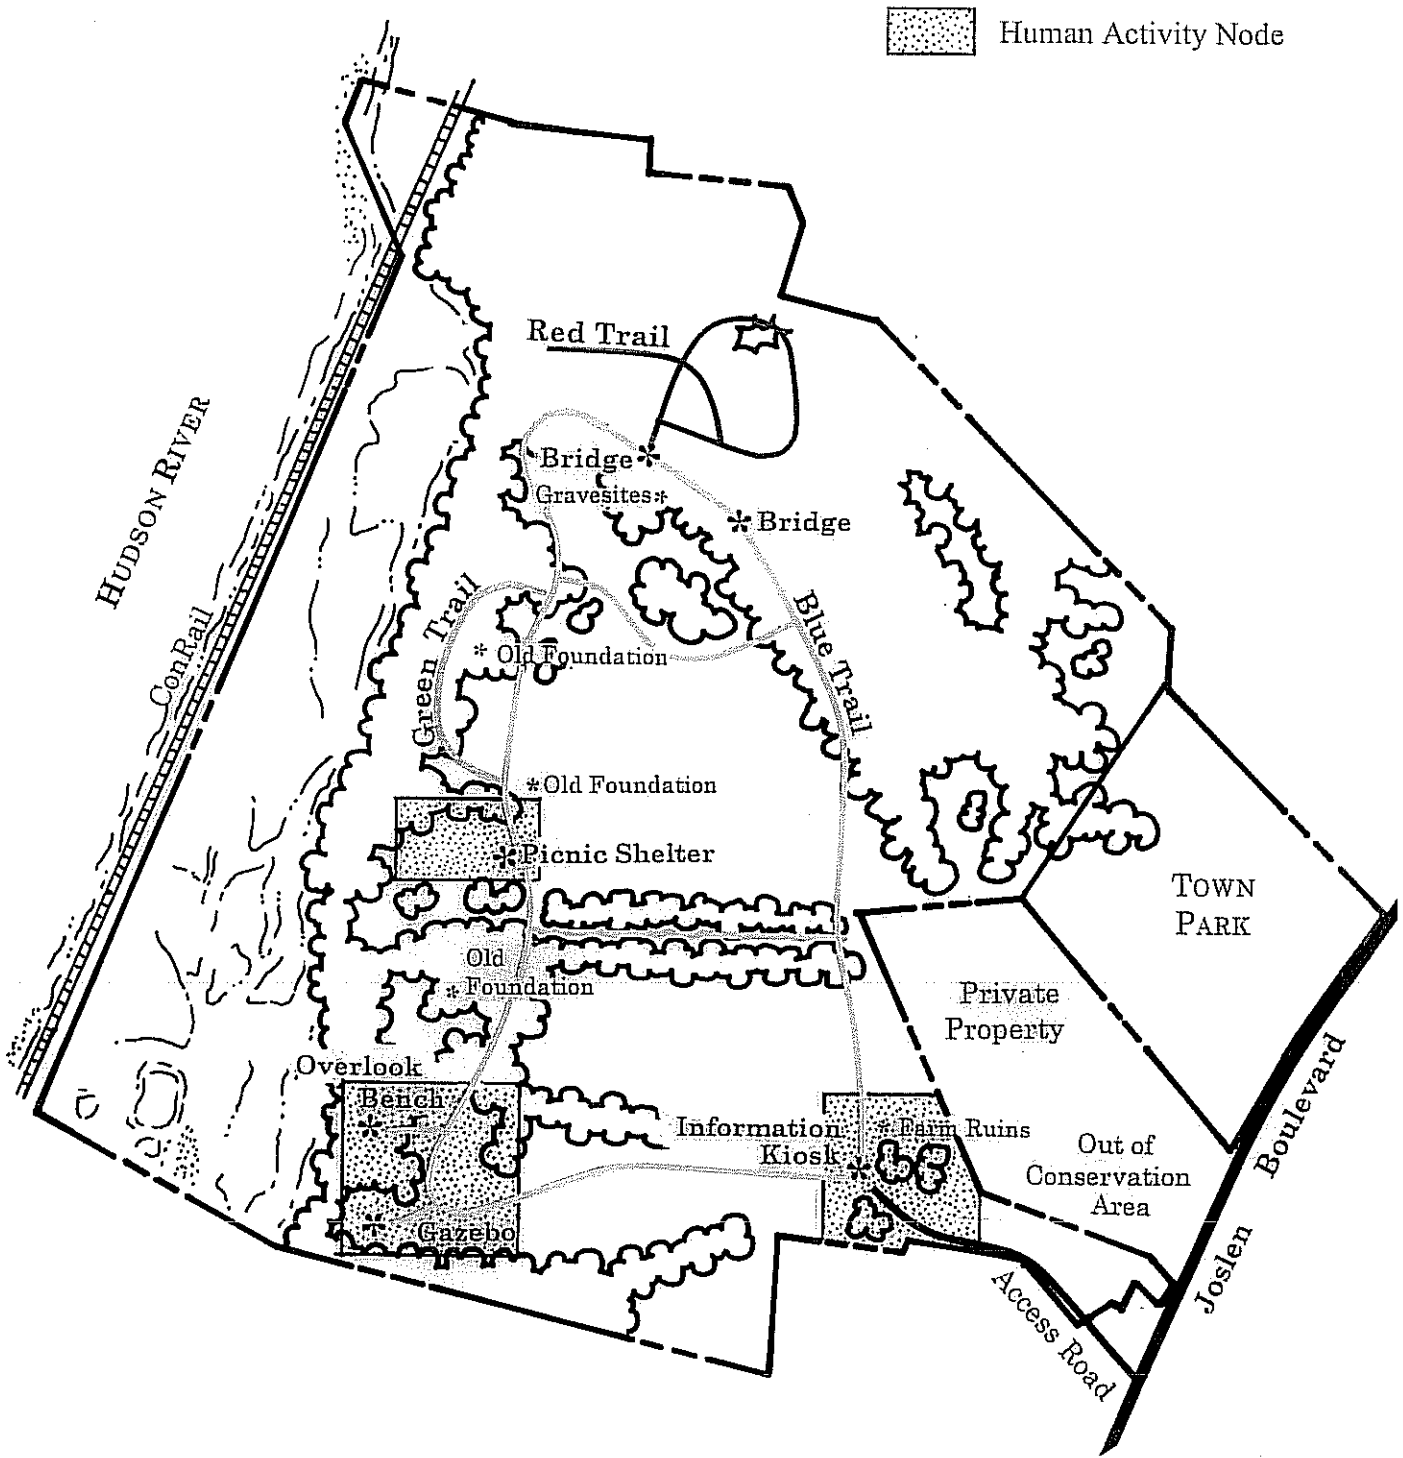 Human Activity Node
Red Trail
HUDSON RIVER
ConRail
Bridge
Gravesites
Bridge
Green Trail
Blue Trail
Old Foundation
Old Foundation
Picnic Shelter
TOWN
PARK
Old
Foundation
Private
Property
Overlook
Bench
Information
Kiosk
Farm Ruins
Out of
Conservation
Area
Gazebo
Access Road
Joslen Boulevard